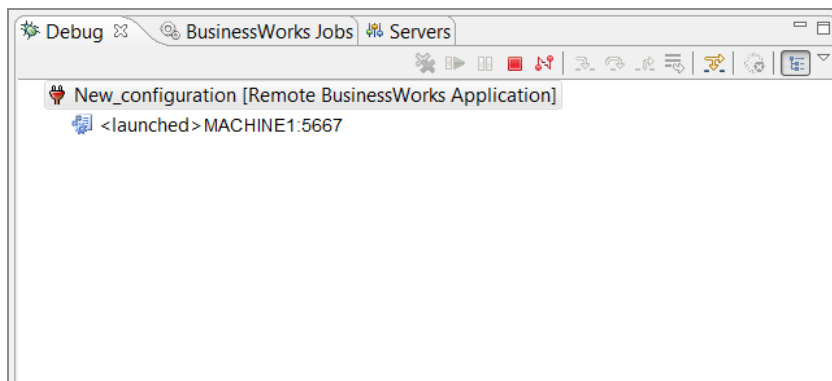 Debug BusinessWorks Jobs Servers
New_configuration [Remote BusinessWorks Application]
<launched>MACHINE1:5667